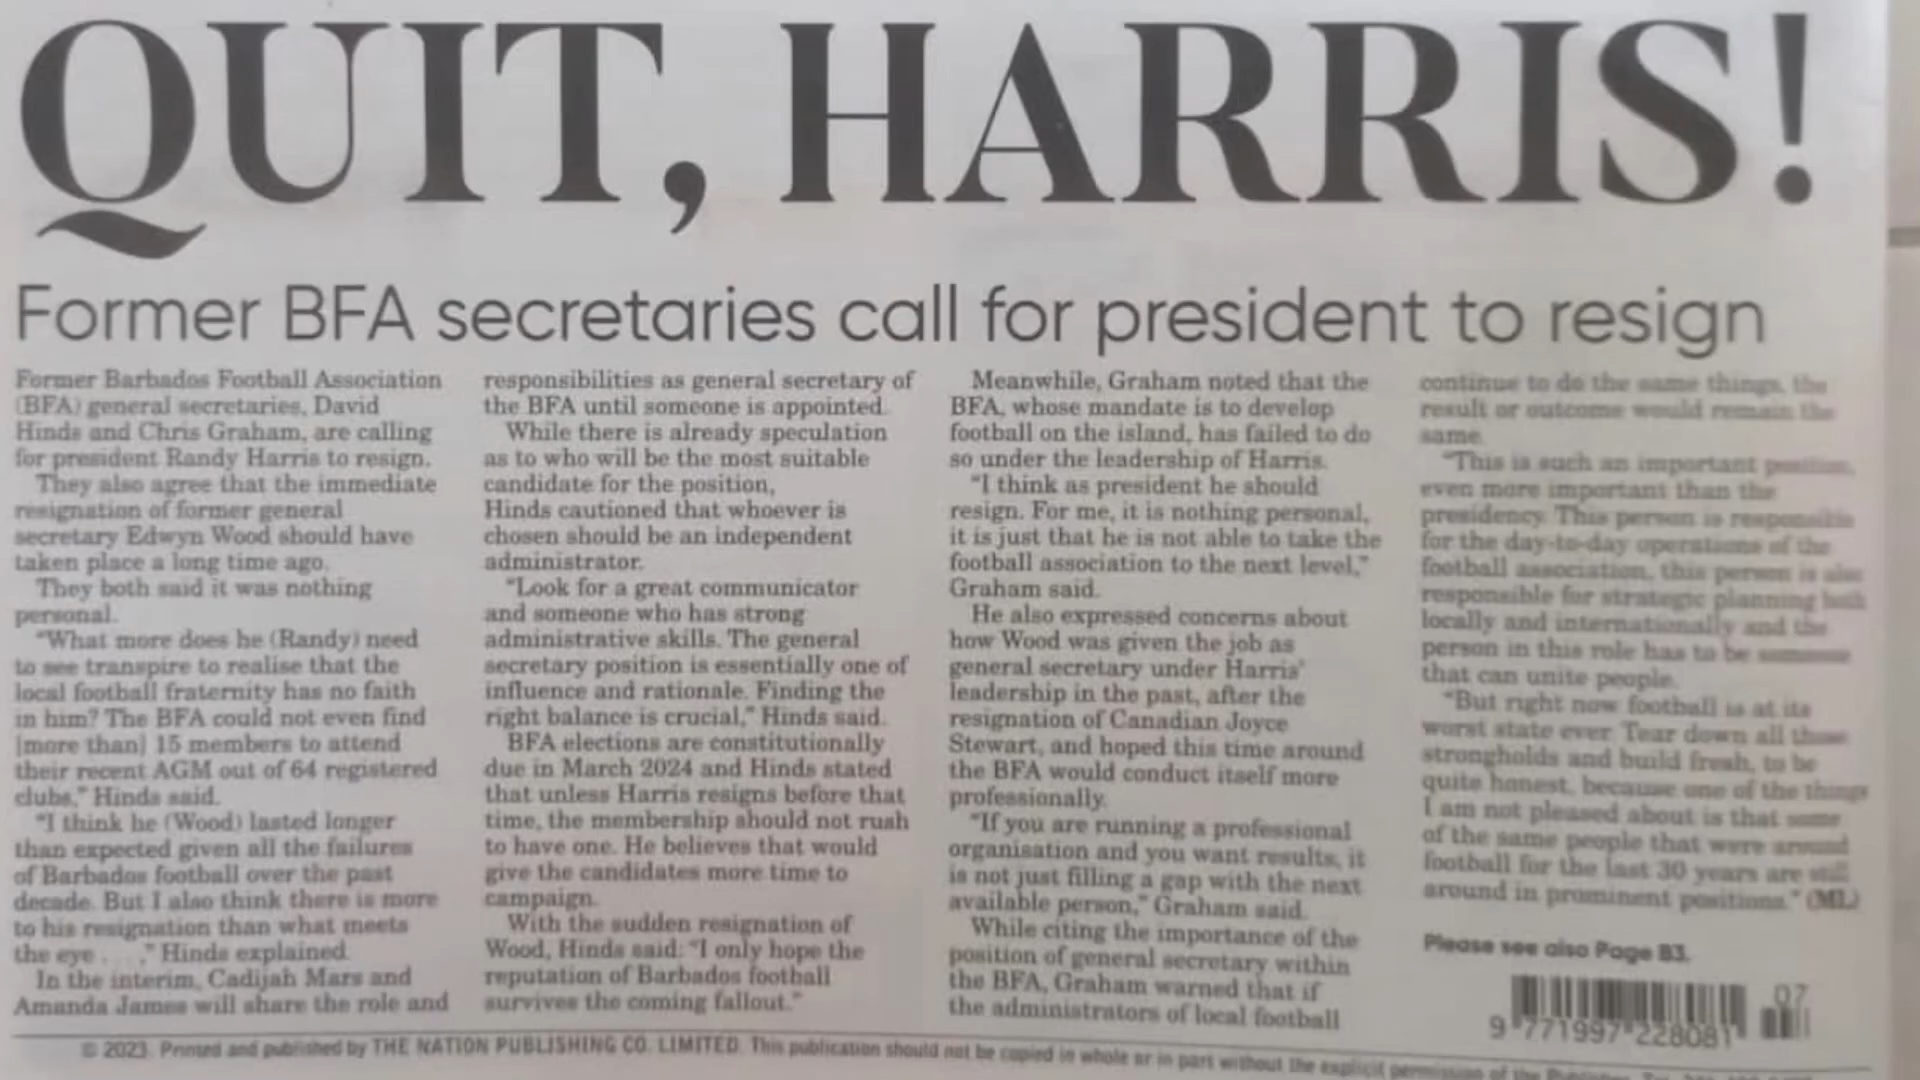 QUIT, HARRIS!
Former BFA secretaries call for president to resign
Former Barbados Football Association
(BFA) general secretaries, David
Hinds and Chris Graham, are calling
for president Randy Harris to resign.
They also agree that the immediate
resignation of former general
secretary Edwyn Wood should have
taken place a long time ago.
They both said it was nothing
personal.
"What more does he (Randy) need
to see transpire to realise that the
local football fraternity has no faith
in him? The BFA could not even find
[more than] 15 members to attend
their recent AGM out of 64 registered
clubs," Hinds said.
"I think he (Wood) lasted longer
than expected given all the failures
of Barbados football over the past
decade. But I also think there is more
to his resignation than what meets
the eye . . . ," Hinds explained.
In the interim, Cadijah Mars and
Amanda James will share the role and
responsibilities as general secretary of
the BFA until someone is appointed.
While there is already speculation
as to who will be the most suitable
candidate for the position,
Hinds cautioned that whoever is
chosen should be an independent
administrator.
"Look for a great communicator
and someone who has strong
administrative skills. The general
secretary position is essentially one of
influence and rationale. Finding the
right balance is crucial," Hinds said.
BFA elections are constitutionally
due in March 2024 and Hinds stated
that unless Harris resigns before that
time, the membership should not rush
to have one. He believes that would
give the candidates more time to
campaign.
With the sudden resignation of
Wood, Hinds said: "I only hope the
reputation of Barbados football
survives the coming fallout."
Meanwhile, Graham noted that the
BFA, whose mandate is to develop
football on the island, has failed to do
so under the leadership of Harris.
"I think as president he should
resign. For me, it is nothing personal,
it is just that he is not able to take the
football association to the next level,"
Graham said.
He also expressed concerns about
how Wood was given the job as
general secretary under Harris'
leadership in the past, after the
resignation of Canadian Joyce
Stewart, and hoped this time around
the BFA would conduct itself more
professionally.
"If you are running a professional
organisation and you want results, it
is not just filling a gap with the next
available person," Graham said.
While citing the importance of the
position of general secretary within
the BFA, Graham warned that if
the administrators of local football
continue to do the same things, the
result or outcome would remain the
same.
"This is such an important position,
even more important than the
presidency. This person is responsible
for the day-to-day operations of the
football association, this person is also
responsible for strategic planning both
locally and internationally and the
person in this role has to be someone
that can unite people.
"But right now football is at its
worst state ever. Tear down all those
strongholds and build fresh, to be
quite honest, because one of the things
I am not pleased about is that some
of the same people that were around
football for the last 30 years are still
around in prominent positions." (ML)
Please see also Page B3.
07
9 771997 228081
© 2023. Printed and published by THE NATION PUBLISHING CO. LIMITED. This publication should not be copied in whole or in part without the explicit permission of the Publisher.